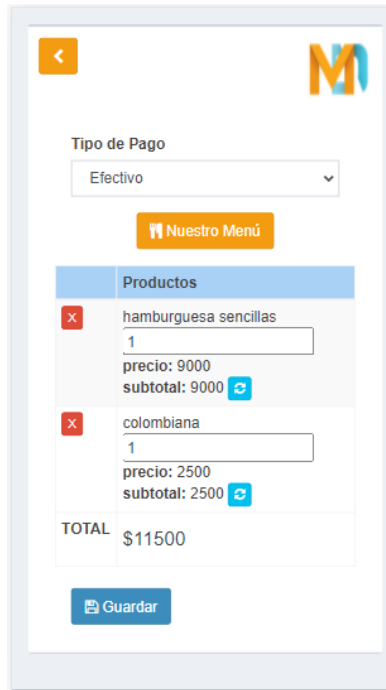 Tipo de Pago
Efectivo
Nuestro Menú
Productos
X
hamburguesa sencillas
1
precio: 9000
subtotal: 9000
X
colombiana
1
precio: 2500
subtotal: 2500
TOTAL
$11500
Guardar